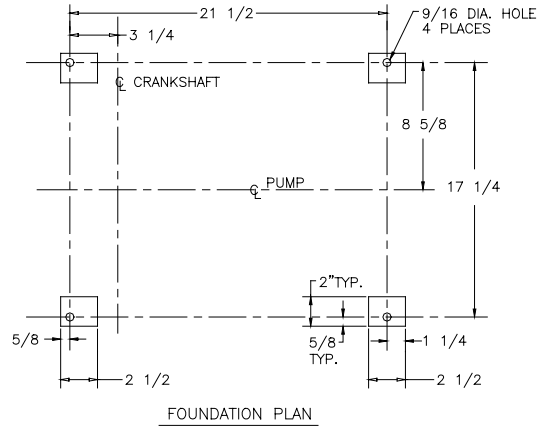 21 1/2
9/16 DIA. HOLE
4 PLACES
3 1/4
℄ CRANKSHAFT
8 5/8
℄ PUMP
17 1/4
2"TYP.
5/8
5/8
TYP.
1 1/4
2 1/2
2 1/2
FOUNDATION PLAN